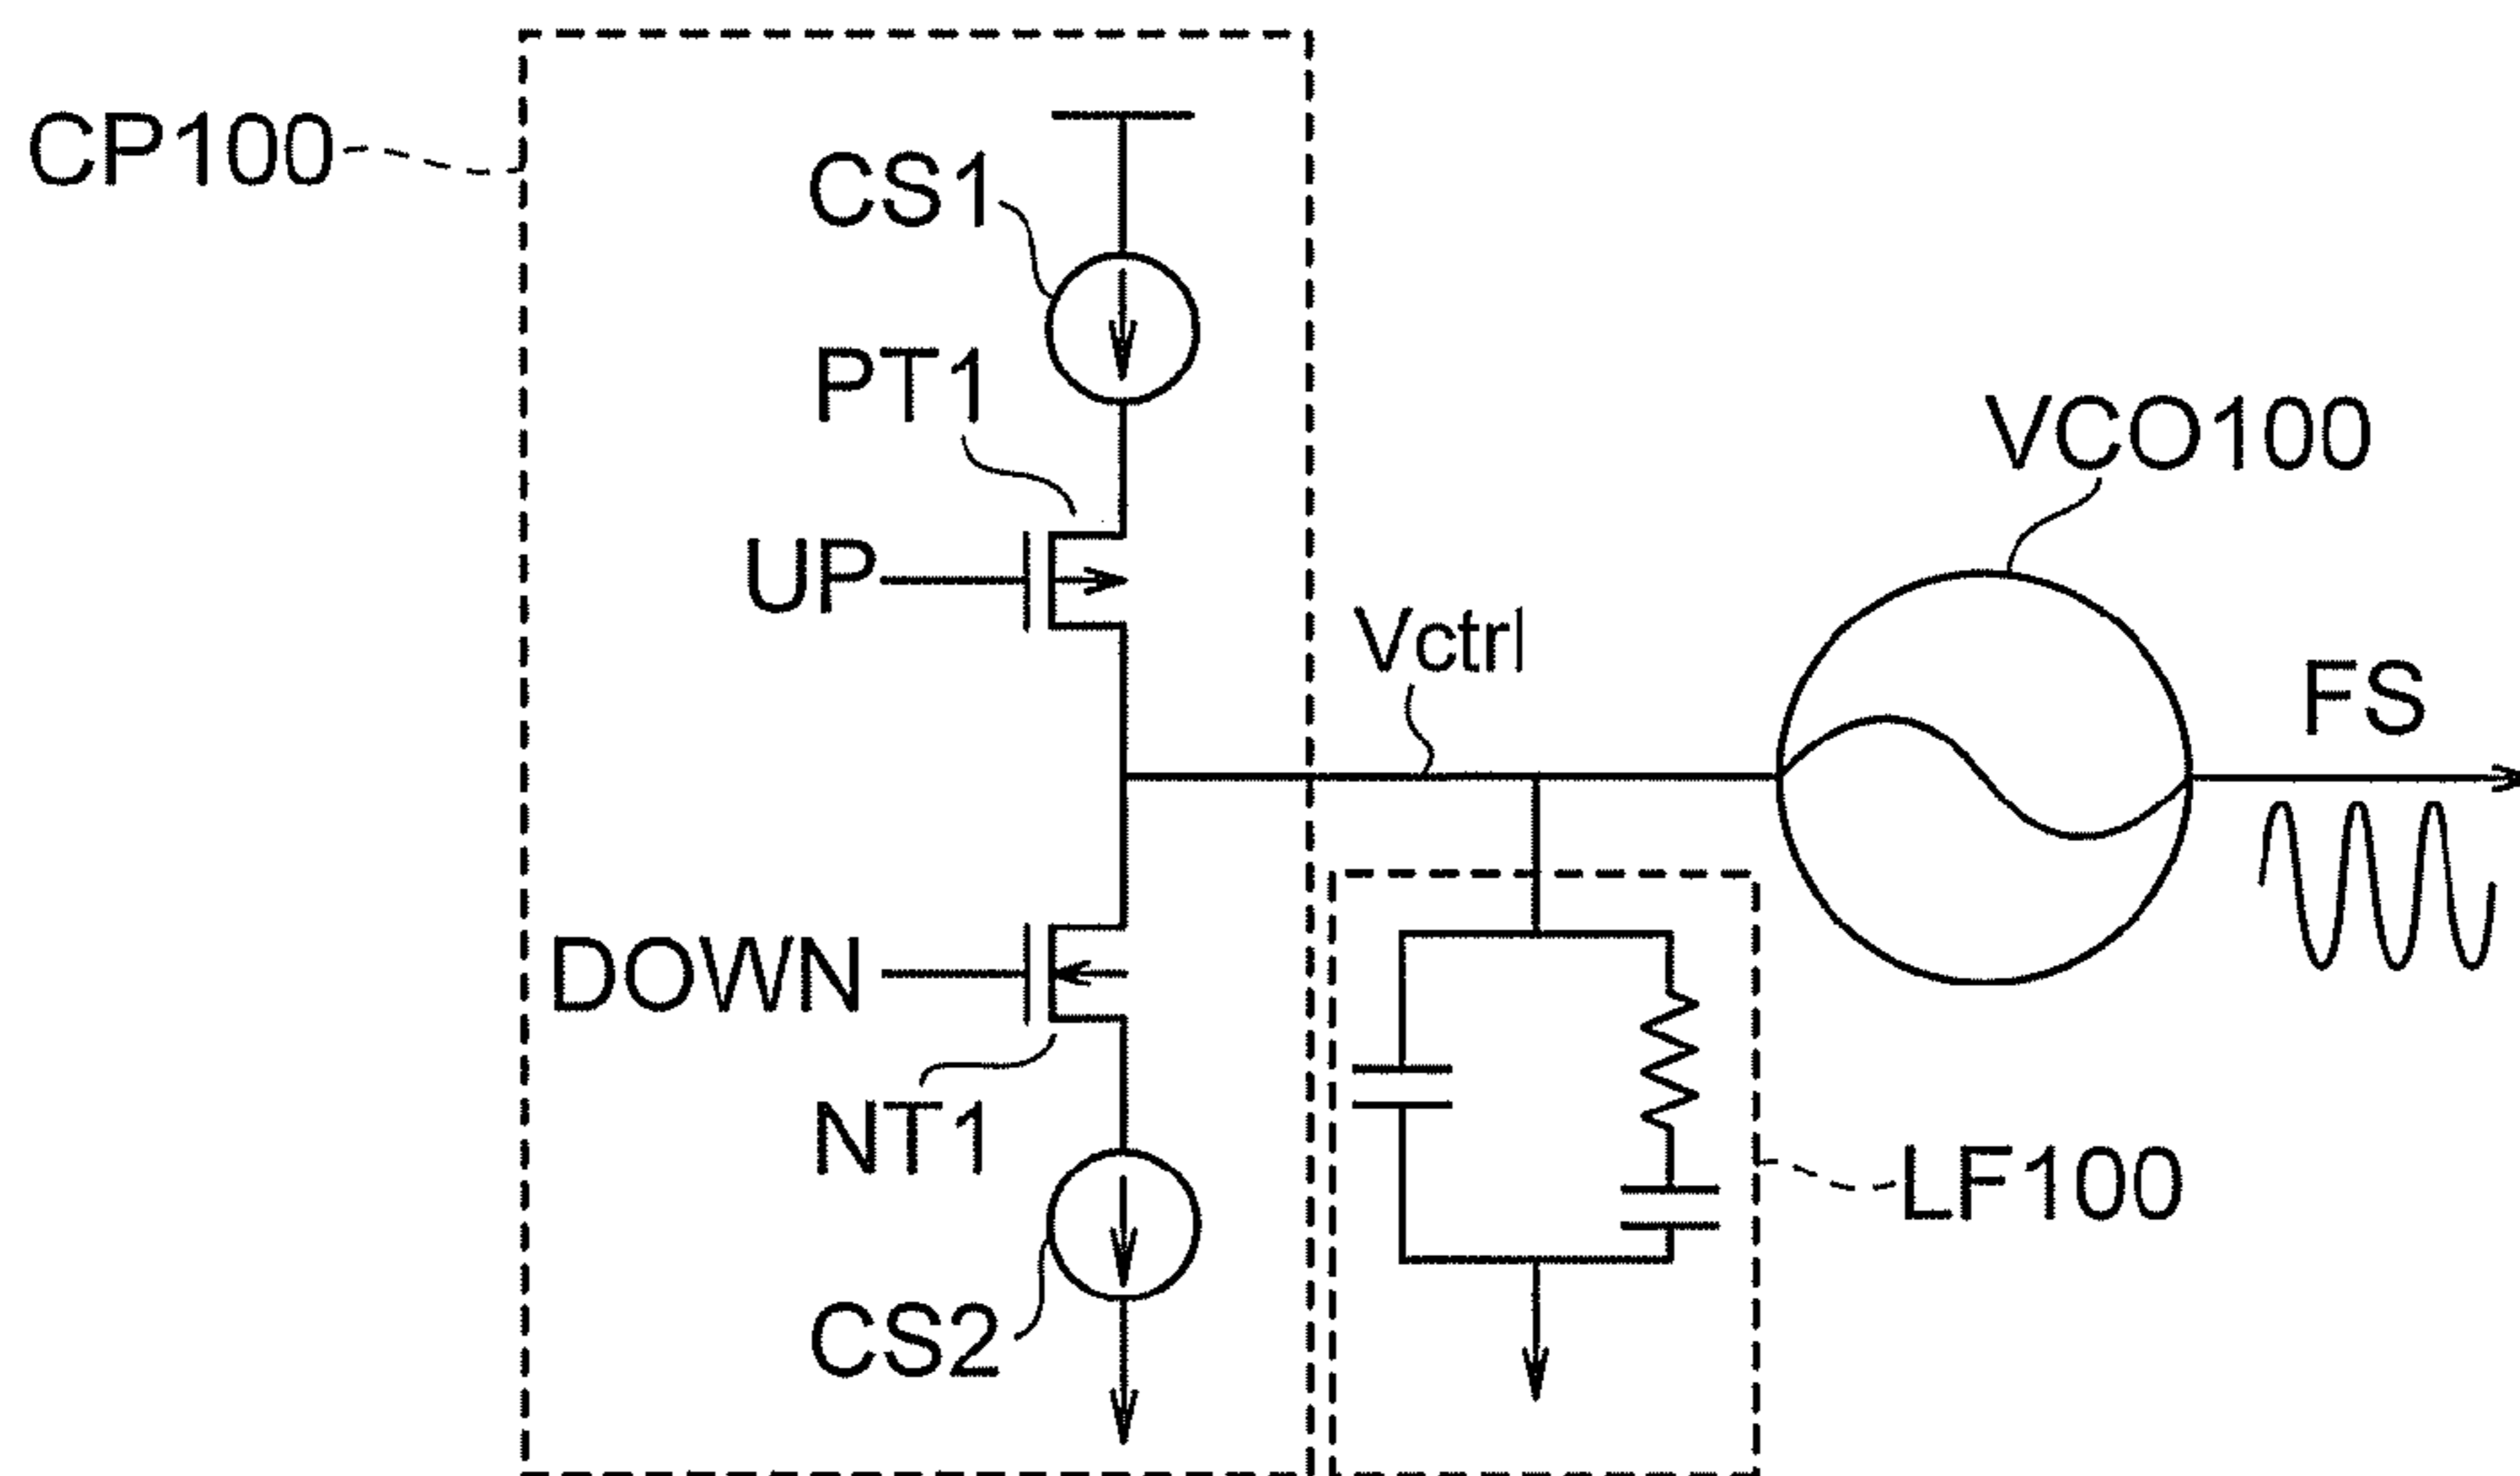 CP100
CS1
PT1
UP
VCO100
Vctrl
FS
DOWN
NT1
LF100
CS2